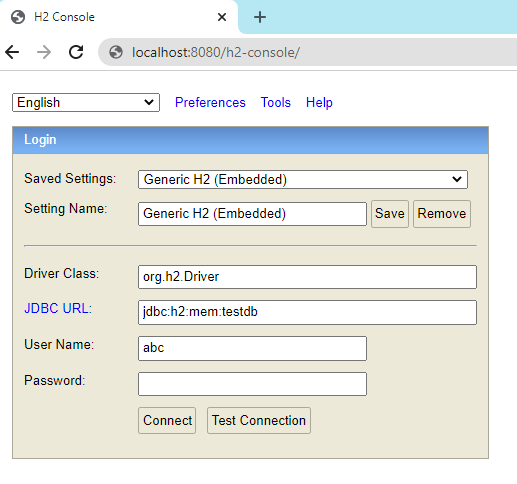 H2 Console
localhost:8080/h2-console/
English Preferences Tools Help
Login
Saved Settings: Generic H2 (Embedded)
Setting Name: Generic H2 (Embedded) Save Remove
Driver Class: org.h2.Driver
JDBC URL: jdbc:h2:mem:testdb
User Name: abc
Password:
Connect Test Connection